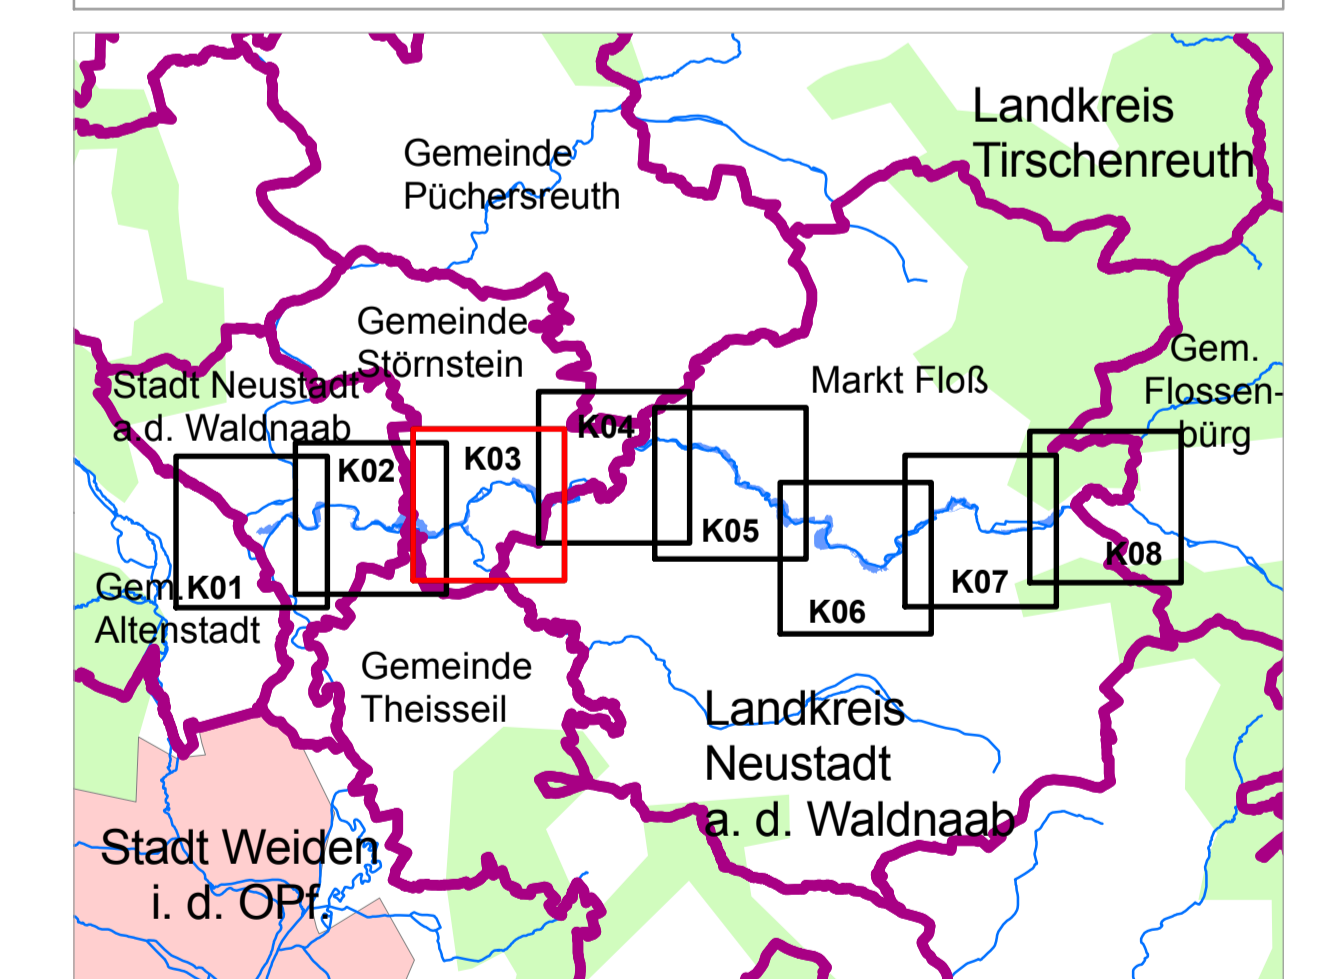 Landkreis
Tirschenreuth
Gemeinde
Püchersreuth
Gemeinde
Störnstein
Gem.
Flossen-
bürg
Markt Floß
Stadt Neustadt
a.d. Waldnaab
K04
K03
K02
K05
K08
K07
K01
K06
Gem.
Altenstadt
Gemeinde
Theisseil
Landkreis
Neustadt
a. d. Waldnaab
Stadt Weiden
i. d. OPf.